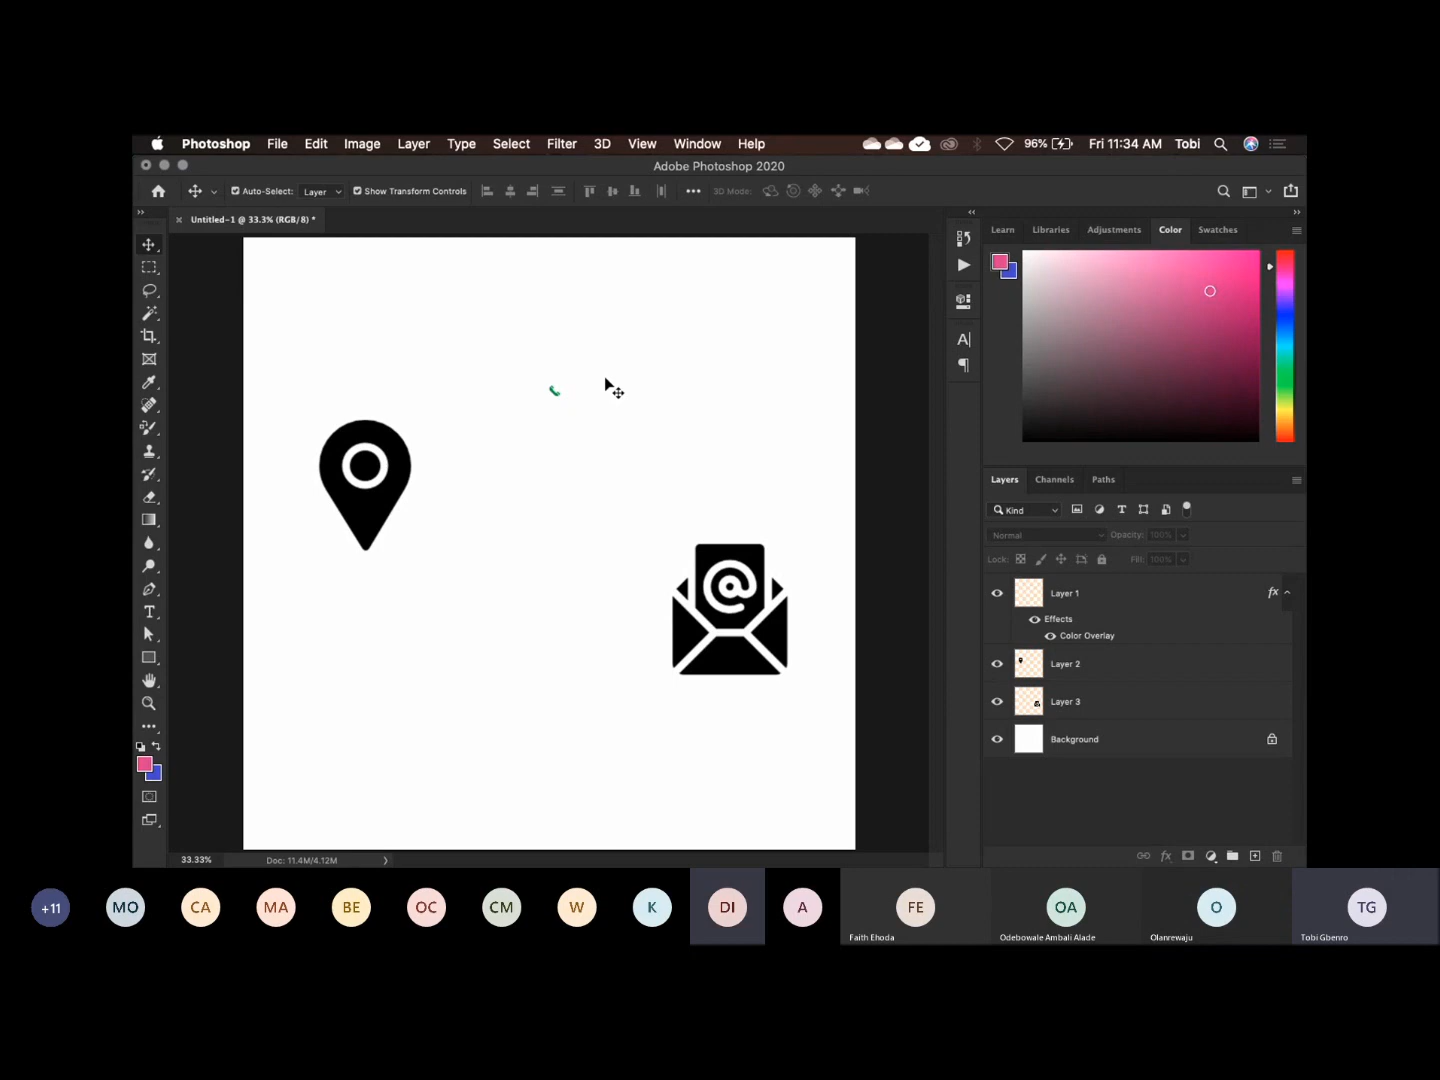 Photoshop File Edit Image Layer Type Select Filter 3D View Window Help 96% Fri 11:34 AM Tobi
Adobe Photoshop 2020
Auto-Select: Layer Show Transform Controls 3D Mode:
Untitled-1 @ 33.3% (RGB/8) *
Learn Libraries Adjustments Color Swatches
Layers Channels Paths
Kind
Normal Opacity: 100%
Lock: Fill: 100%
Layer 1 fx
Effects
Color Overlay
Layer 2
Layer 3
Background
33.33% Doc: 11.4M/4.12M
fx
+11 MO CA MA BE OC CM W K DI A FE OA O TG
Faith Ehoda Odebowale Ambali Alade Olanrewaju Tobi Gbenro